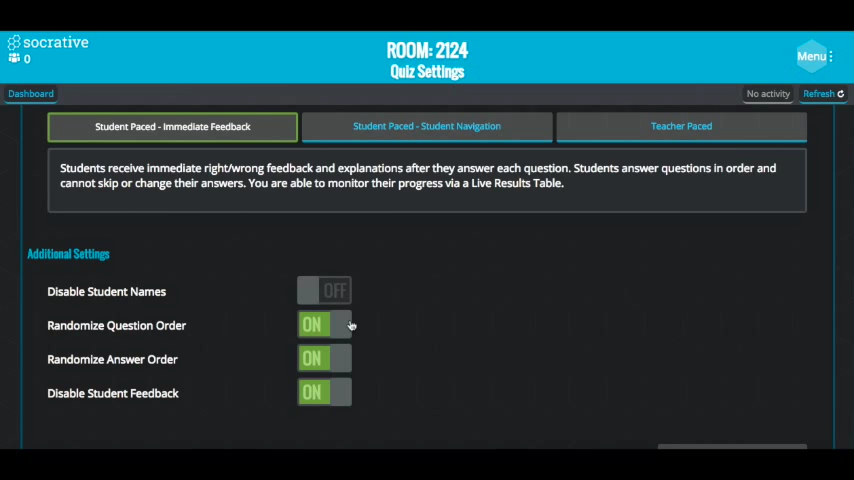 socrative
0
ROOM: 2124
Quiz Settings
Menu
Dashboard
No activity
Refresh
Student Paced - Immediate Feedback
Student Paced - Student Navigation
Teacher Paced
Students receive immediate right/wrong feedback and explanations after they answer each question. Students answer questions in order and
cannot skip or change their answers. You are able to monitor their progress via a Live Results Table.
Additional Settings
Disable Student Names
OFF
Randomize Question Order
ON
Randomize Answer Order
ON
Disable Student Feedback
ON